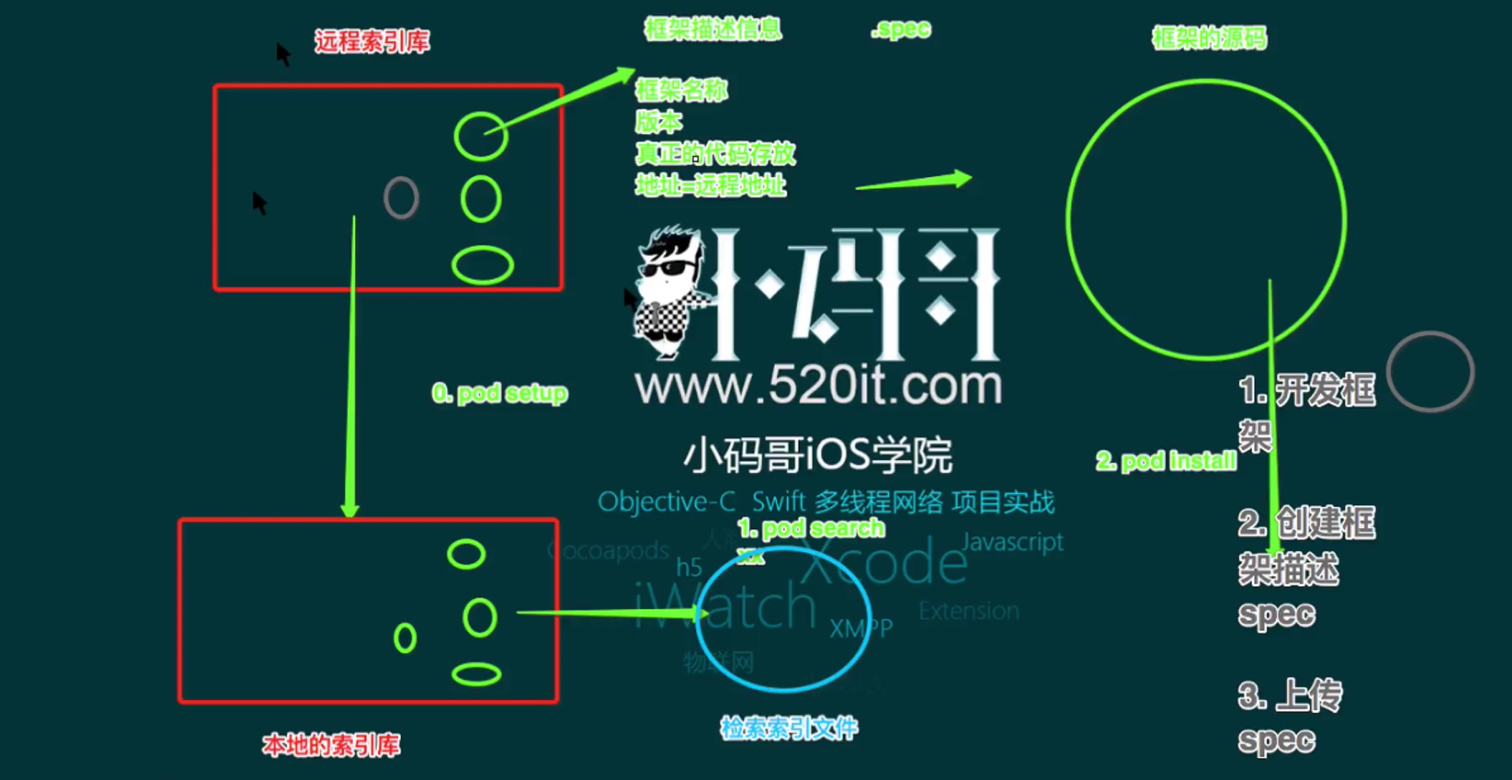 远程索引库
框架描述信息
.spec
框架的源码
框架名称
版本
真正的代码存放
地址=远程地址
小码哥
www.520it.com
0. pod setup
1. 开发框
架
小码哥iOS学院
2. pod install
Objective-C Swift 多线程网络 项目实战
1. pod search
xx
2. 创建框
架描述
spec
Cocoapods
h5
Xcode
Javascript
iWatch
Extension
XMPP
物联网
3. 上传
spec
检索索引文件
本地的索引库